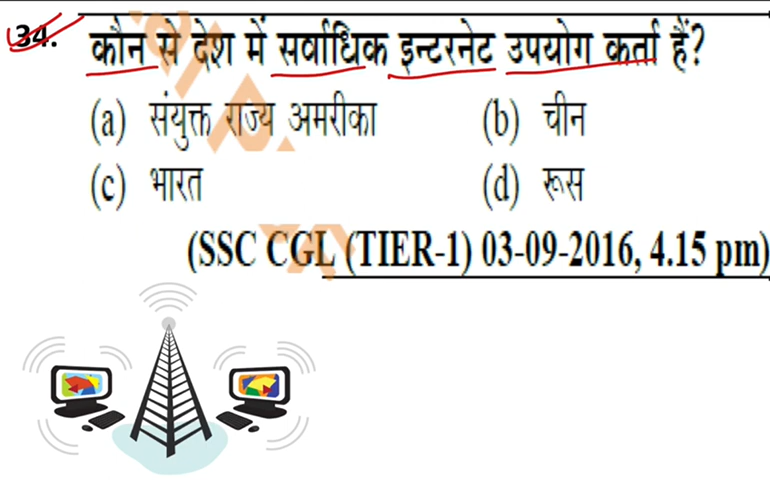 34. कौन से देश में सर्वाधिक इन्टरनेट उपयोग कर्ता हैं?
(a) संयुक्त राज्य अमरीका (b) चीन
(c) भारत (d) रूस
(SSC CGL (TIER-1) 03-09-2016, 4.15 pm)